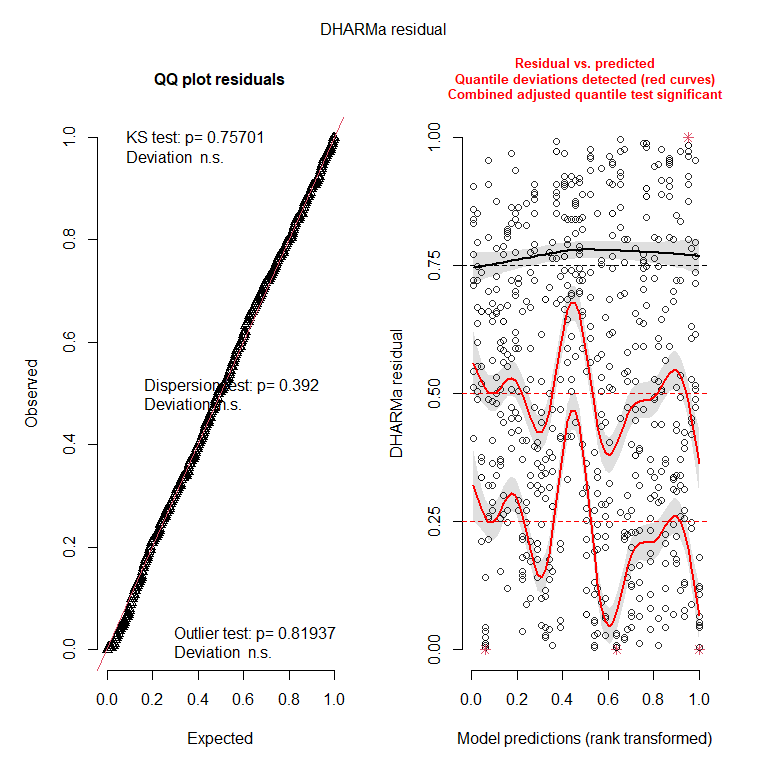 DHARMa residual
QQ plot residuals
KS test: p= 0.75701
Deviation n.s.
Dispersion test: p= 0.392
Deviation n.s.
Outlier test: p= 0.81937
Deviation n.s.
Observed
0.0
0.2
0.4
0.6
0.8
1.0
0.0
0.2
0.4
0.6
0.8
1.0
Expected
Residual vs. predicted
Quantile deviations detected (red curves)
Combined adjusted quantile test significant
DHARMa residual
0.00
0.25
0.50
0.75
1.00
0.0
0.2
0.4
0.6
0.8
1.0
Model predictions (rank transformed)